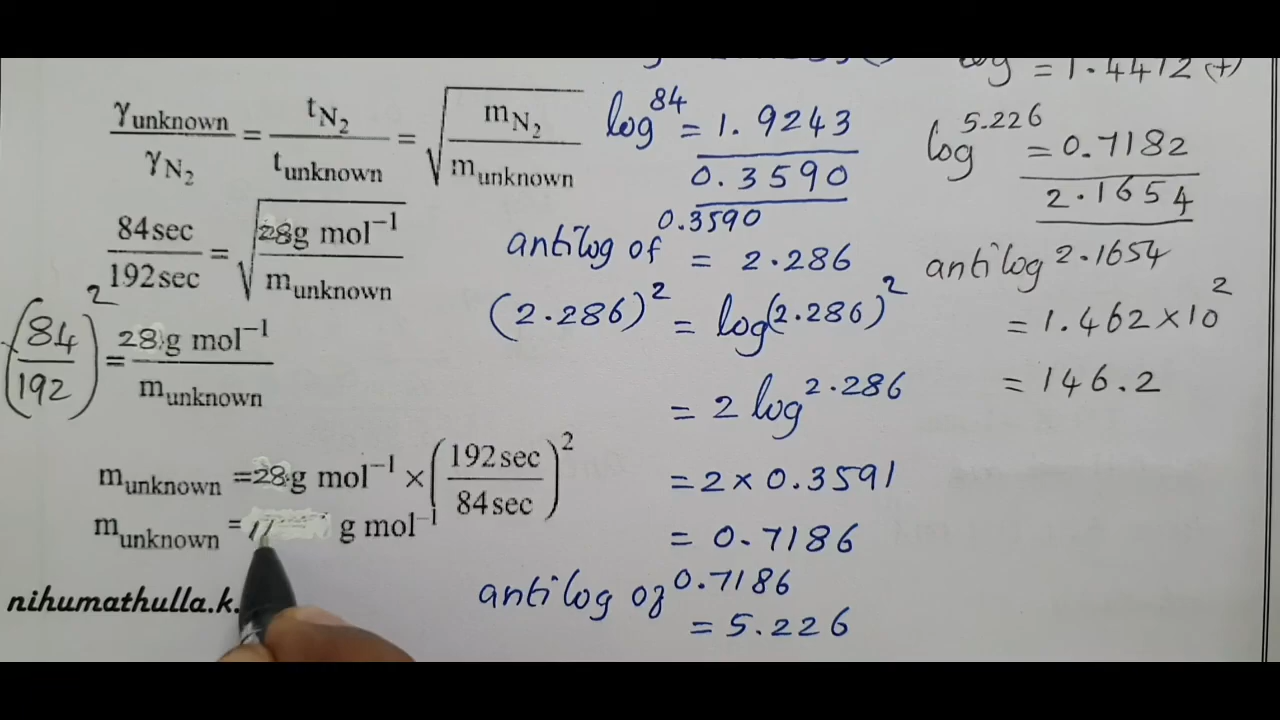 γunknown / γN₂ = tN₂ / tunknown = √(mN₂ / munknown)
84sec / 192sec = √(28g mol⁻¹ / munknown)
(84 / 192)² = 28g mol⁻¹ / munknown
munknown =28g mol⁻¹ × (192sec / 84sec)²
munknown = g mol⁻¹
nihumathulla.k.
log 84 = 1.9243
0.3590
antilog of 0.3590 = 2.286
(2.286)² = log(2.286)²
= 2 log 2.286
= 2 × 0.3591
= 0.7186
antilog of 0.7186
= 5.226
log = 1.4472 (+)
log 5.226 = 0.7182
2.1654
antilog 2.1654
= 1.462 × 10²
= 146.2